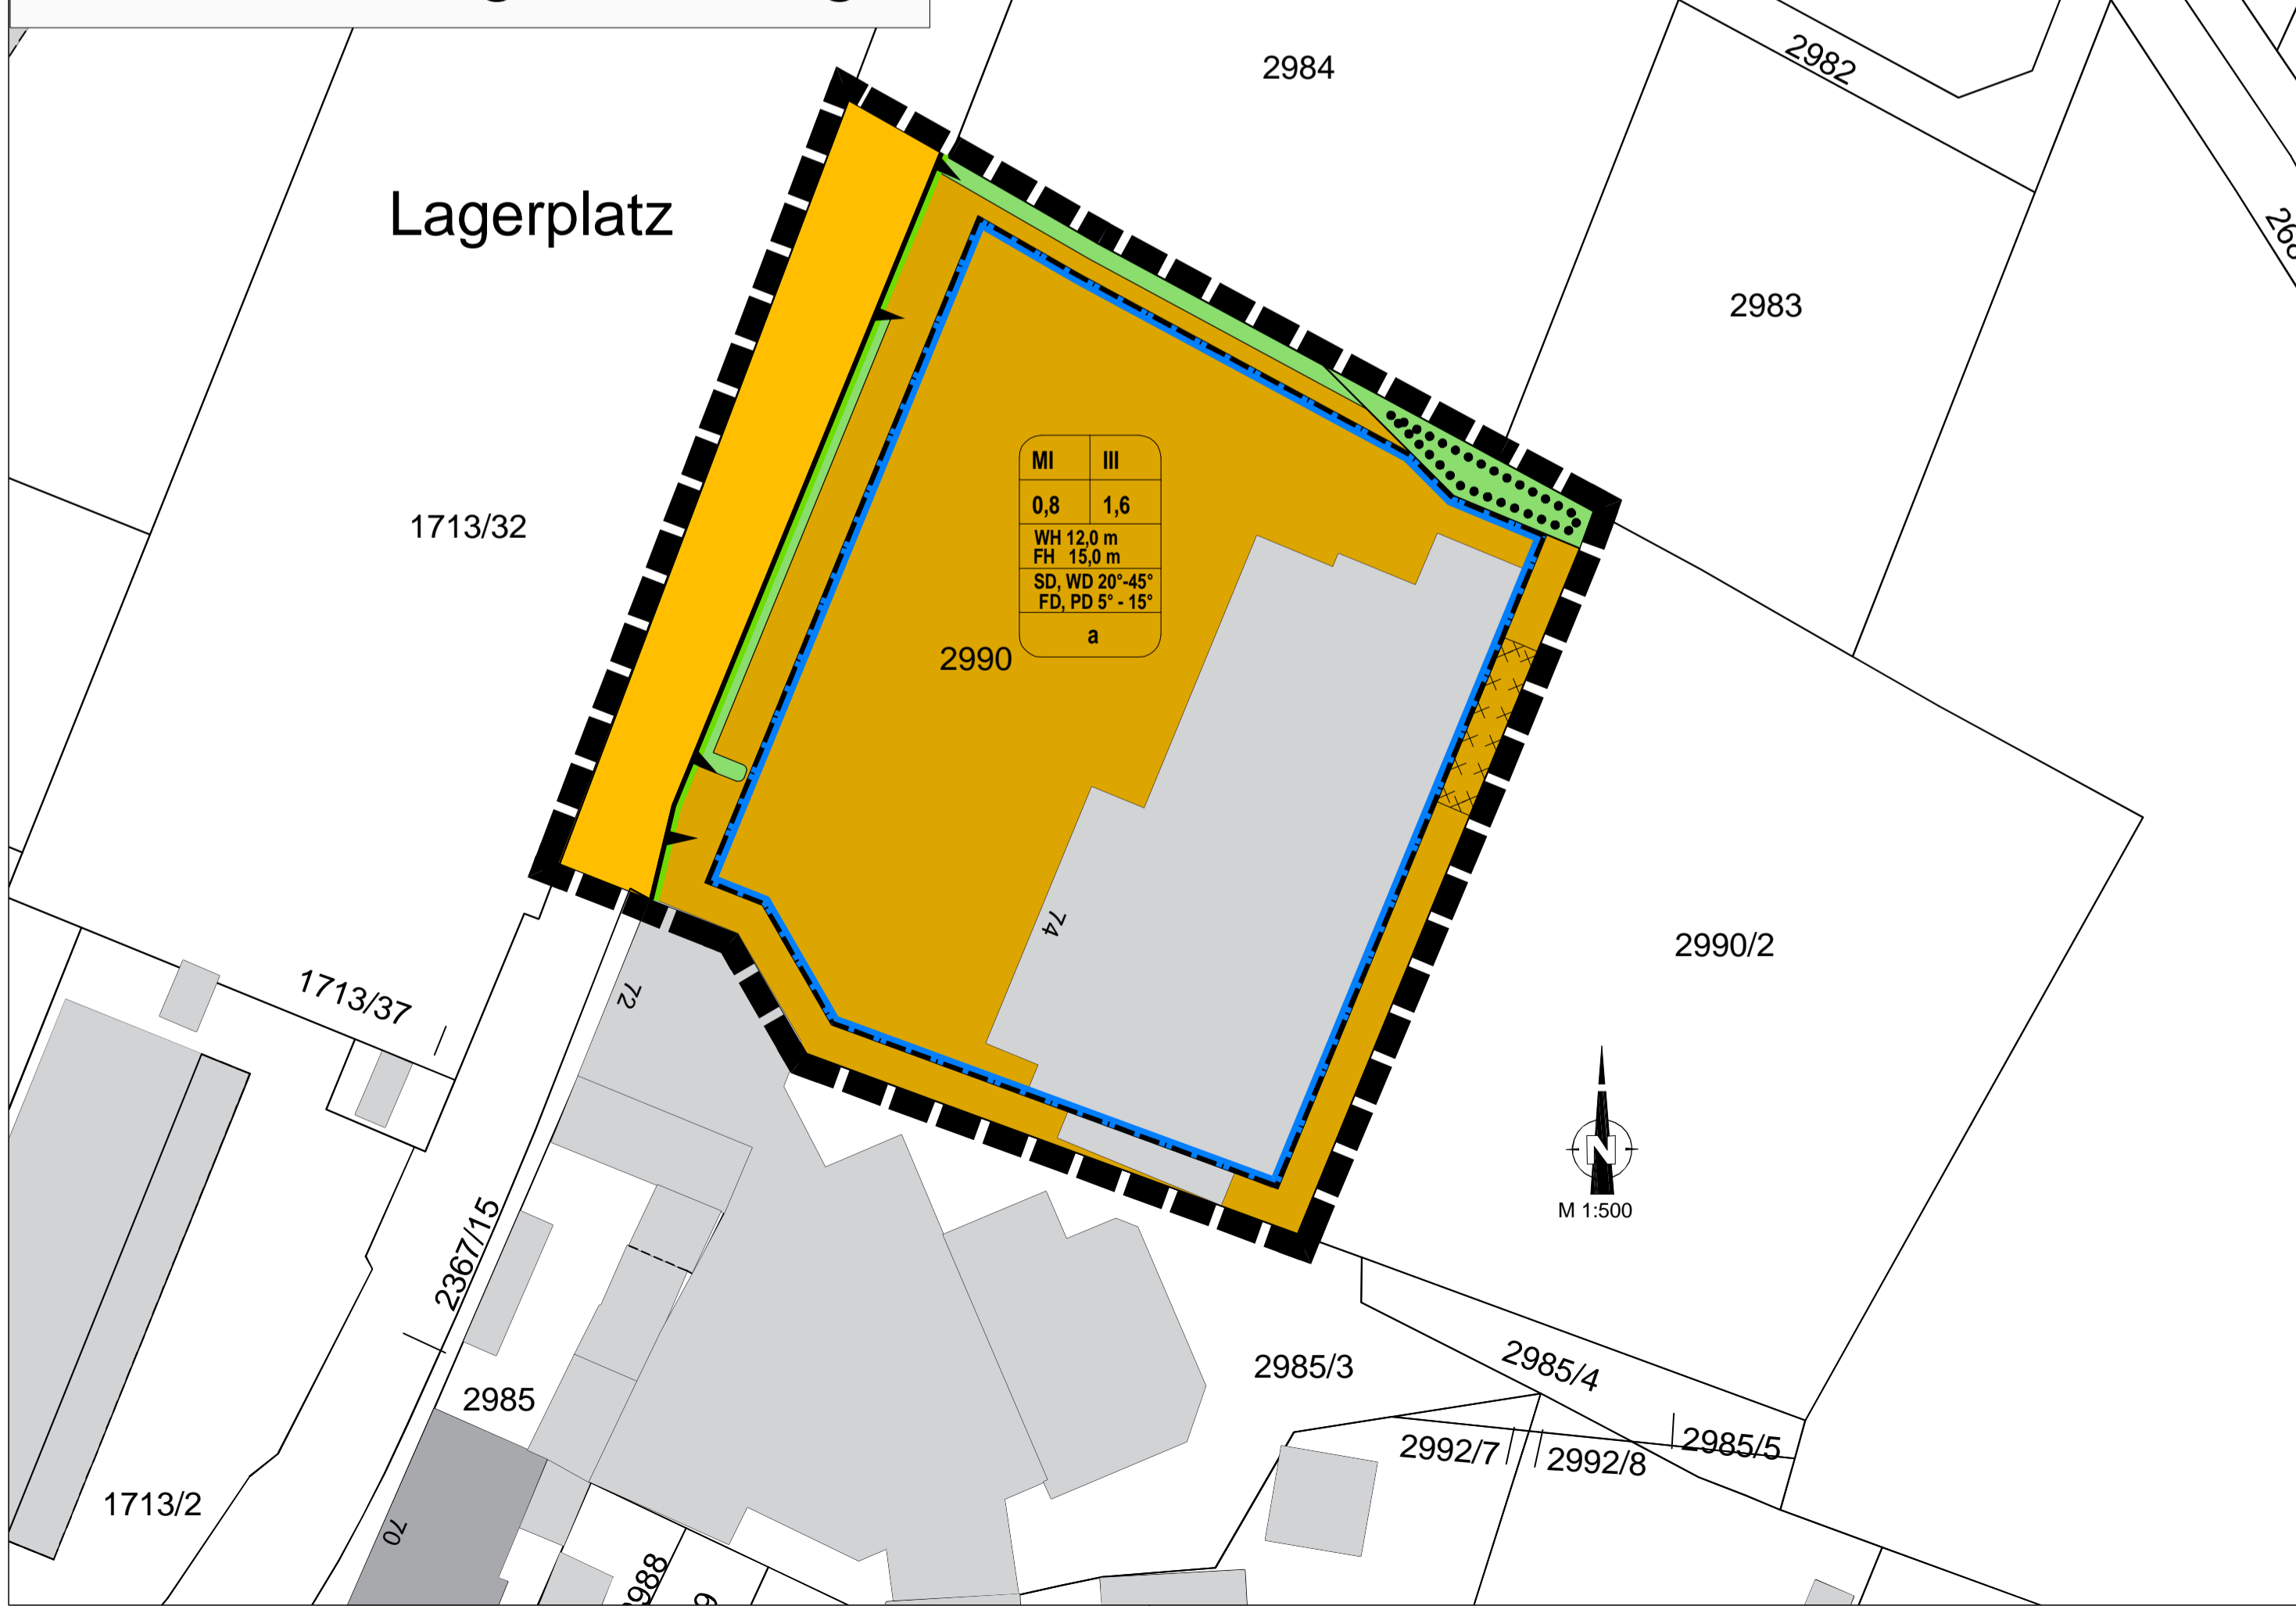 2984
2982
Lagerplatz
2983
1713/32
MI III
0,8 1,6
WH 12,0 m
FH 15,0 m
SD, WD 20°-45°
FD, PD 5° - 15°
a
2990
74
2990/2
72
1713/37
N
M 1:500
2367/15
2985/3
2985/4
2985
2992/7
2992/8
2985/5
1713/2
70